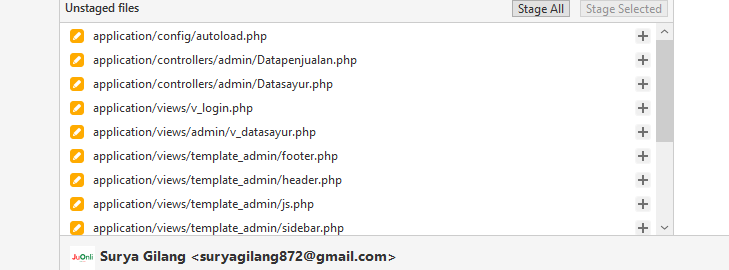 Unstaged files
Stage All
Stage Selected
application/config/autoload.php
application/controllers/admin/Datapenjualan.php
application/controllers/admin/Datasayur.php
application/views/v_login.php
application/views/admin/v_datasayur.php
application/views/template_admin/footer.php
application/views/template_admin/header.php
application/views/template_admin/js.php
application/views/template_admin/sidebar.php
JuOnli Surya Gilang <suryagilang872@gmail.com>